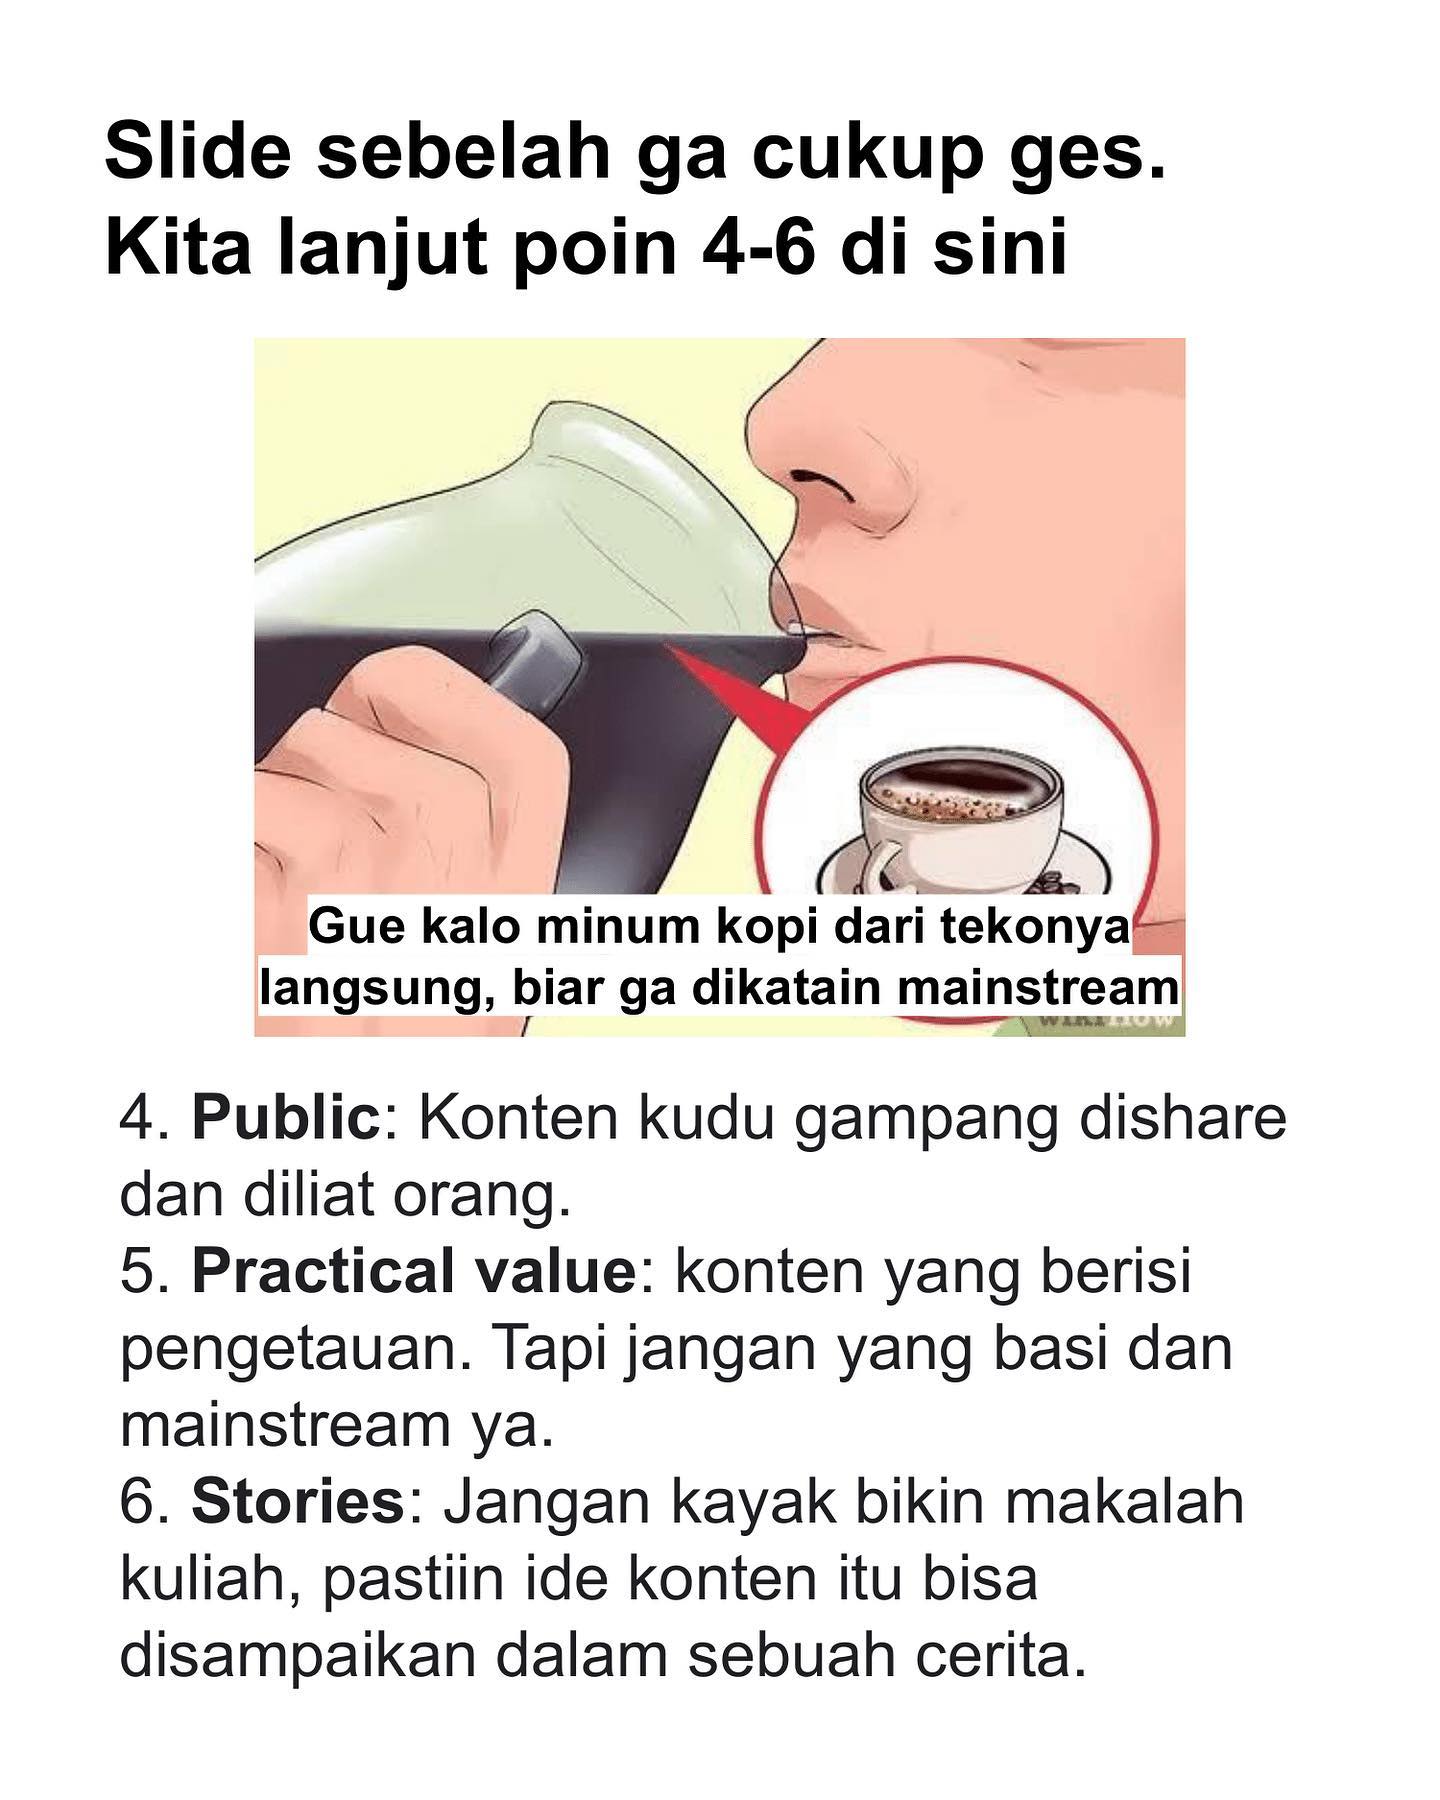 Slide sebelah ga cukup ges.
Kita lanjut poin 4-6 di sini
Gue kalo minum kopi dari tekonya
langsung, biar ga dikatain mainstream
wikiHow
4. Public: Konten kudu gampang dishare
dan diliat orang.
5. Practical value: konten yang berisi
pengetauan. Tapi jangan yang basi dan
mainstream ya.
6. Stories: Jangan kayak bikin makalah
kuliah, pastiin ide konten itu bisa
disampaikan dalam sebuah cerita.